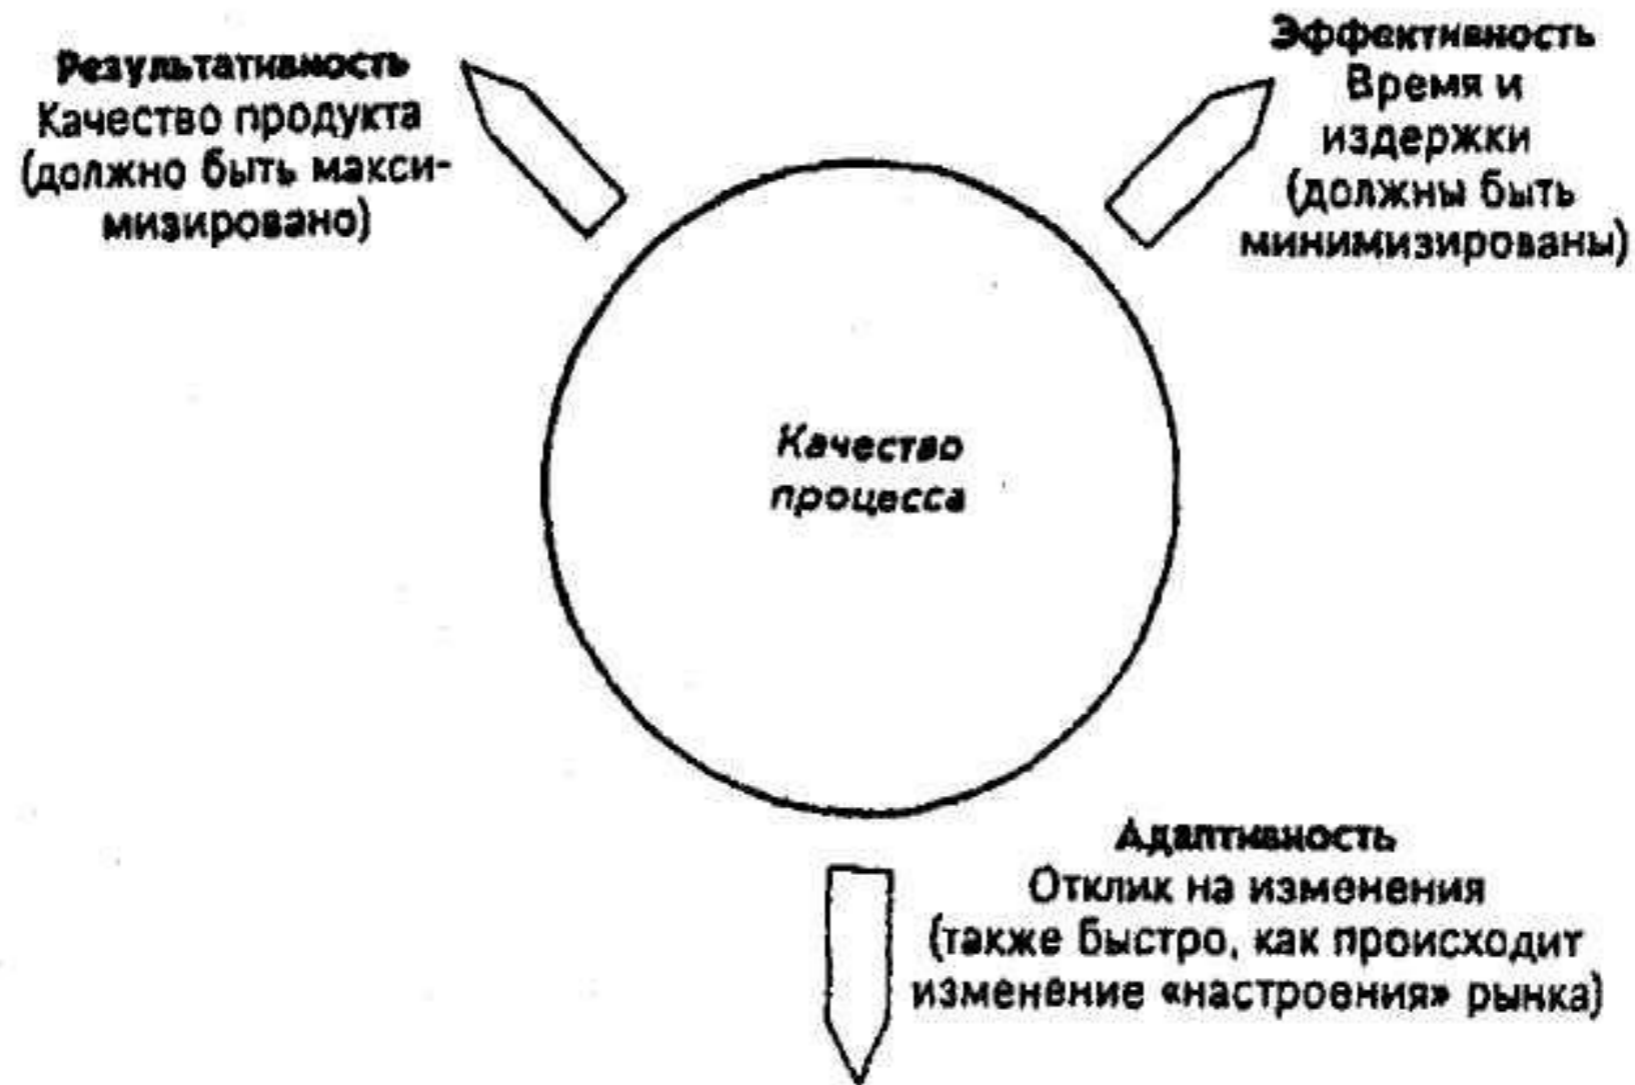 Результативность
Качество продукта
(должно быть макси-
мизировано)
Эффективность
Время и
издержки
(должны быть
минимизированы)
Качество
процесса
Адаптивность
Отклик на изменения
(также быстро, как происходит
изменение «настроения» рынка)